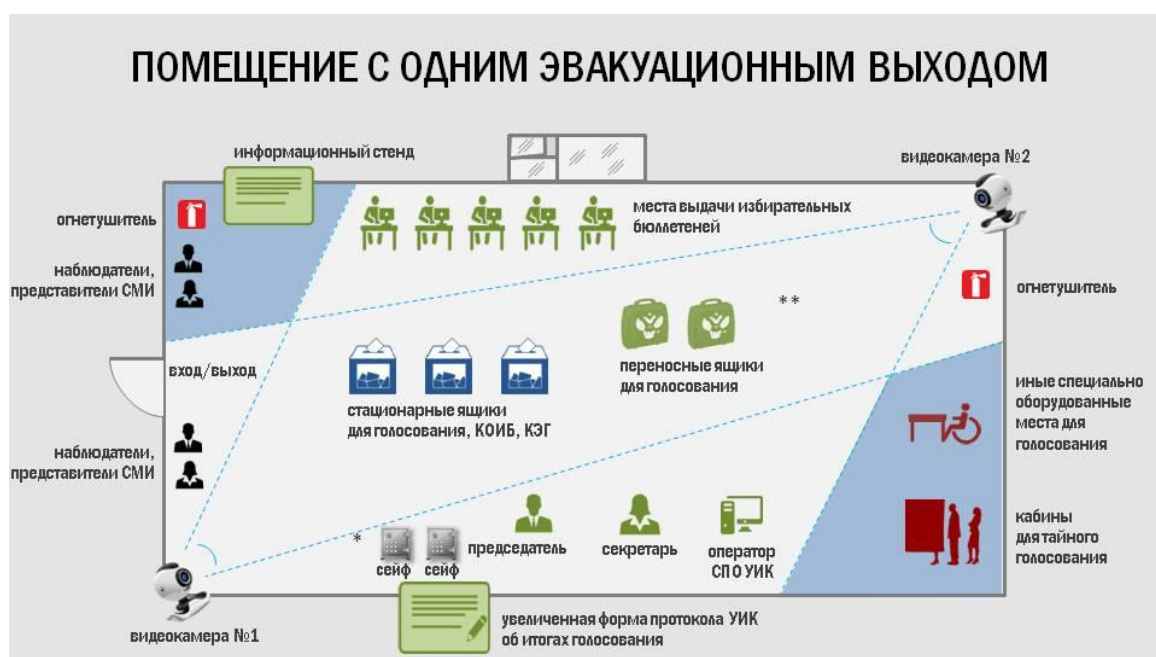 ПОМЕЩЕНИЕ С ОДНИМ ЭВАКУАЦИОННЫМ ВЫХОДОМ
информационный стенд
видеокамера №2
места выдачи избирательных
бюллетеней
огнетушитель
наблюдатели,
представители СМИ
огнетушитель
* *
переносные ящики
для голосования
вход/выход
стационарные ящики
для голосования, КОИБ, КЭГ
иные специально
оборудованные
места для
голосования
наблюдатели,
представители СМИ
*
сейф
сейф
председатель
секретарь
оператор
СПО УИК
кабины
для тайного
голосования
увеличенная форма протокола УИК
об итогах голосования
видеокамера №1